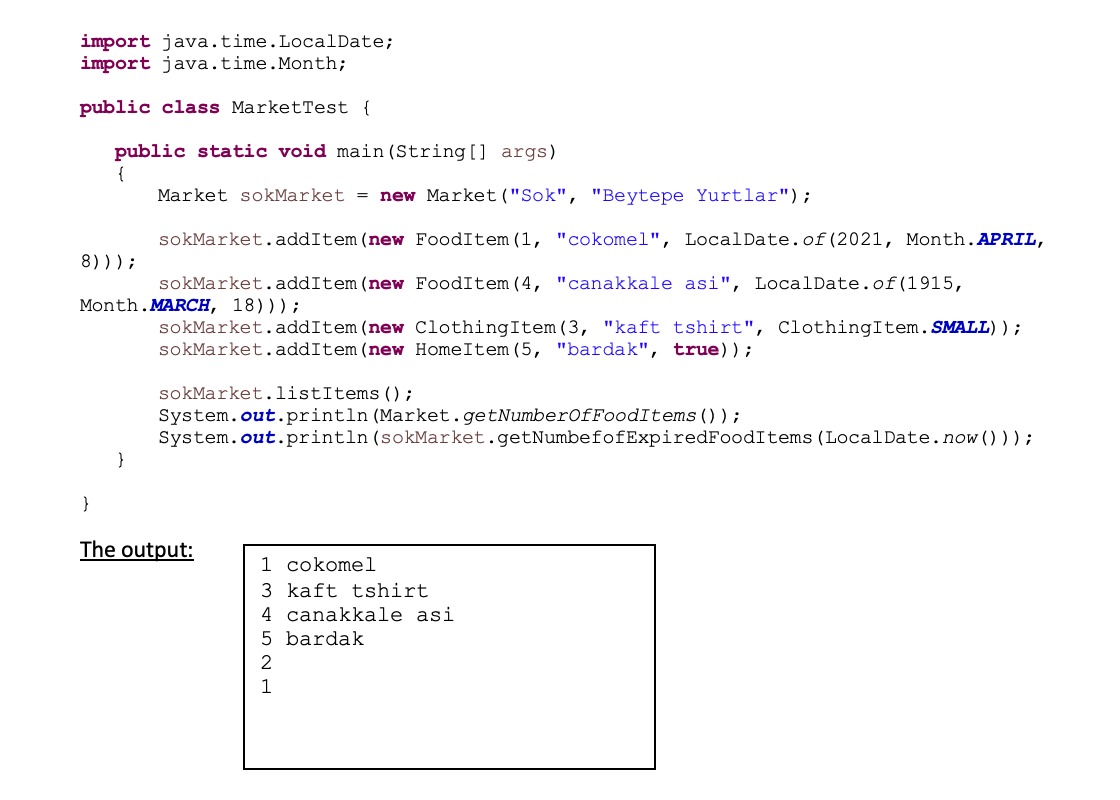 import java.time.LocalDate;
import java.time.Month;
public class MarketTest {
public static void main(String[] args)
{
Market sokMarket = new Market("Sok", "Beytepe Yurtlar");
sokMarket.addItem(new FoodItem(1, "cokomel", LocalDate.of(2021, Month.APRIL,
8)));
sokMarket.addItem(new FoodItem(4, "canakkale asi", LocalDate.of(1915,
Month.MARCH, 18)));
sokMarket.addItem(new ClothingItem(3, "kaft tshirt", ClothingItem.SMALL));
sokMarket.addItem(new HomeItem(5, "bardak", true));
sokMarket.listItems();
System.out.println(Market.getNumberOfFoodItems());
System.out.println(sokMarket.getNumbefofExpiredFoodItems(LocalDate.now()));
}
}
The output:
1 cokomel
3 kaft tshirt
4 canakkale asi
5 bardak
2
1